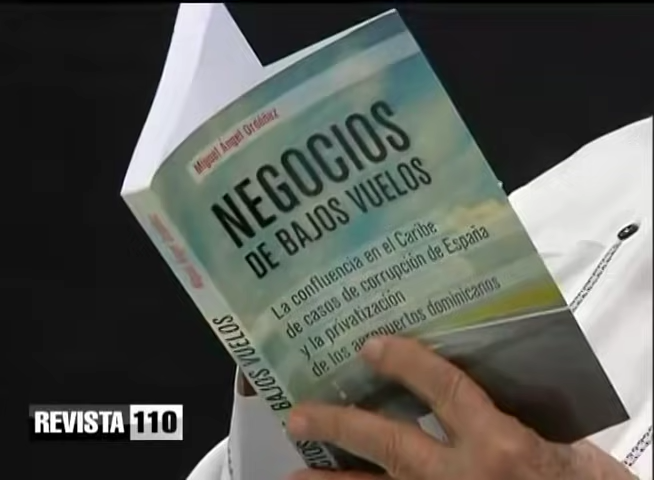 Miguel Ángel Ordóñez
NEGOCIOS
DE BAJOS VUELOS
La confluencia en el Caribe
de casos de corrupción de España
y la privatización
de los aeropuertos dominicanos
BAJOS VUELOS
REVISTA 110